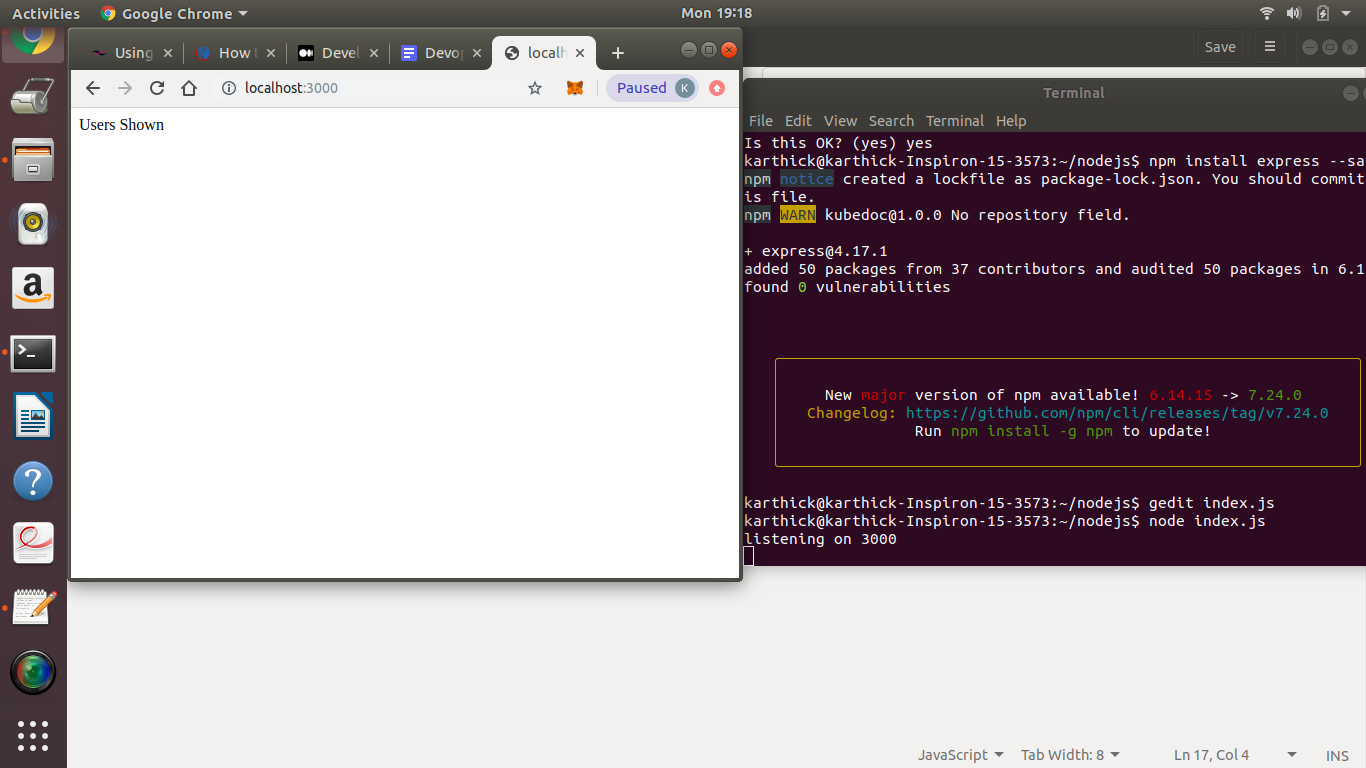 Activities Google Chrome Mon 19:18
Using How Devel Devop localh
localhost:3000 Paused K
Users Shown
Save
Terminal
File Edit View Search Terminal Help
Is this OK? (yes) yes
karthick@karthick-Inspiron-15-3573:~/nodejs$ npm install express --sa
npm notice created a lockfile as package-lock.json. You should commit
is file.
npm WARN kubedoc@1.0.0 No repository field.
+ express@4.17.1
added 50 packages from 37 contributors and audited 50 packages in 6.1
found 0 vulnerabilities
New major version of npm available! 6.14.15 -> 7.24.0
Changelog: https://github.com/npm/cli/releases/tag/v7.24.0
Run npm install -g npm to update!
karthick@karthick-Inspiron-15-3573:~/nodejs$ gedit index.js
karthick@karthick-Inspiron-15-3573:~/nodejs$ node index.js
listening on 3000
JavaScript Tab Width: 8 Ln 17, Col 4 INS